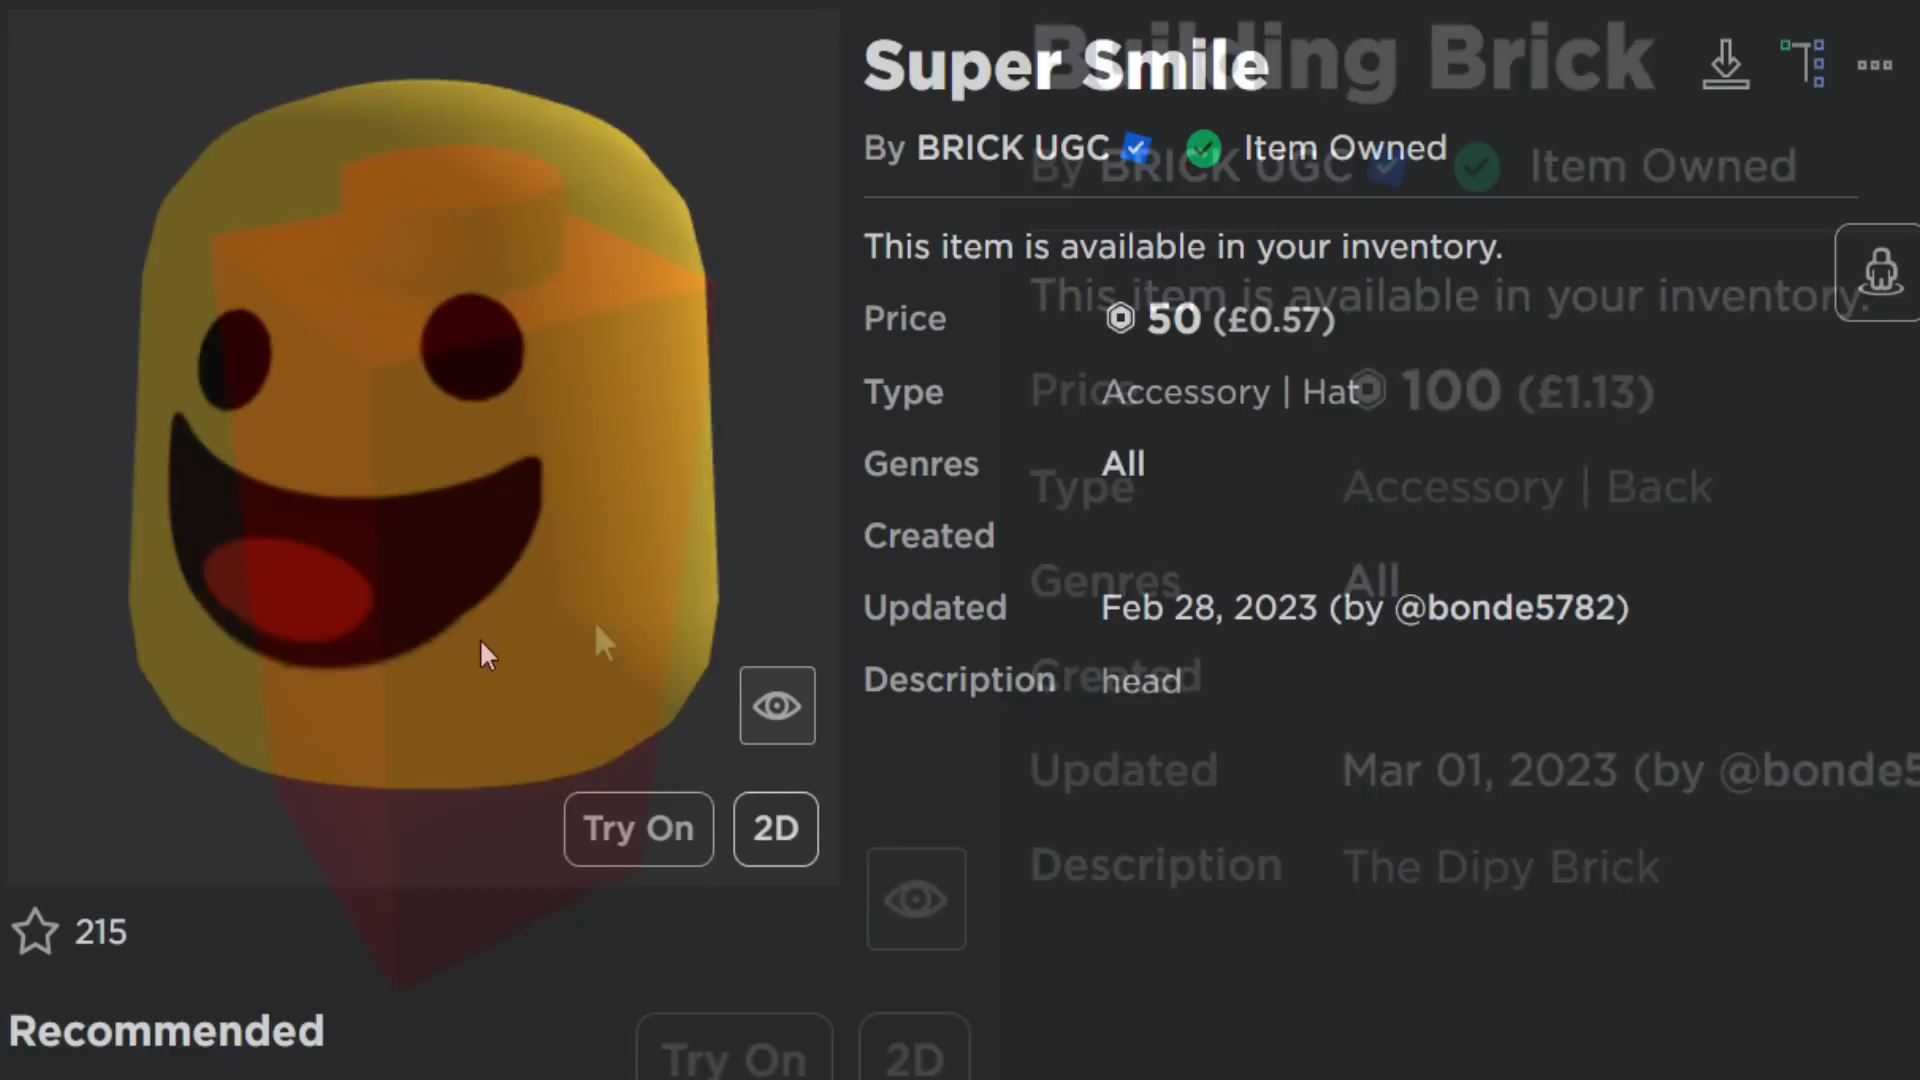 Super Smile
By BRICK UGC Item Owned
This item is available in your inventory.
Price 50 (£0.57)
Type Accessory | Hat
Genres All
Created
Updated Feb 28, 2023 (by @bonde5782)
Description head
Try On 2D
215
Recommended
Building Brick
By BRICK UGC Item Owned
This item is available in your inventory.
Price 100 (£1.13)
Type Accessory | Back
Genres All
Created
Updated Mar 01, 2023 (by @bonde5
Description The Dipy Brick
Try On 2D